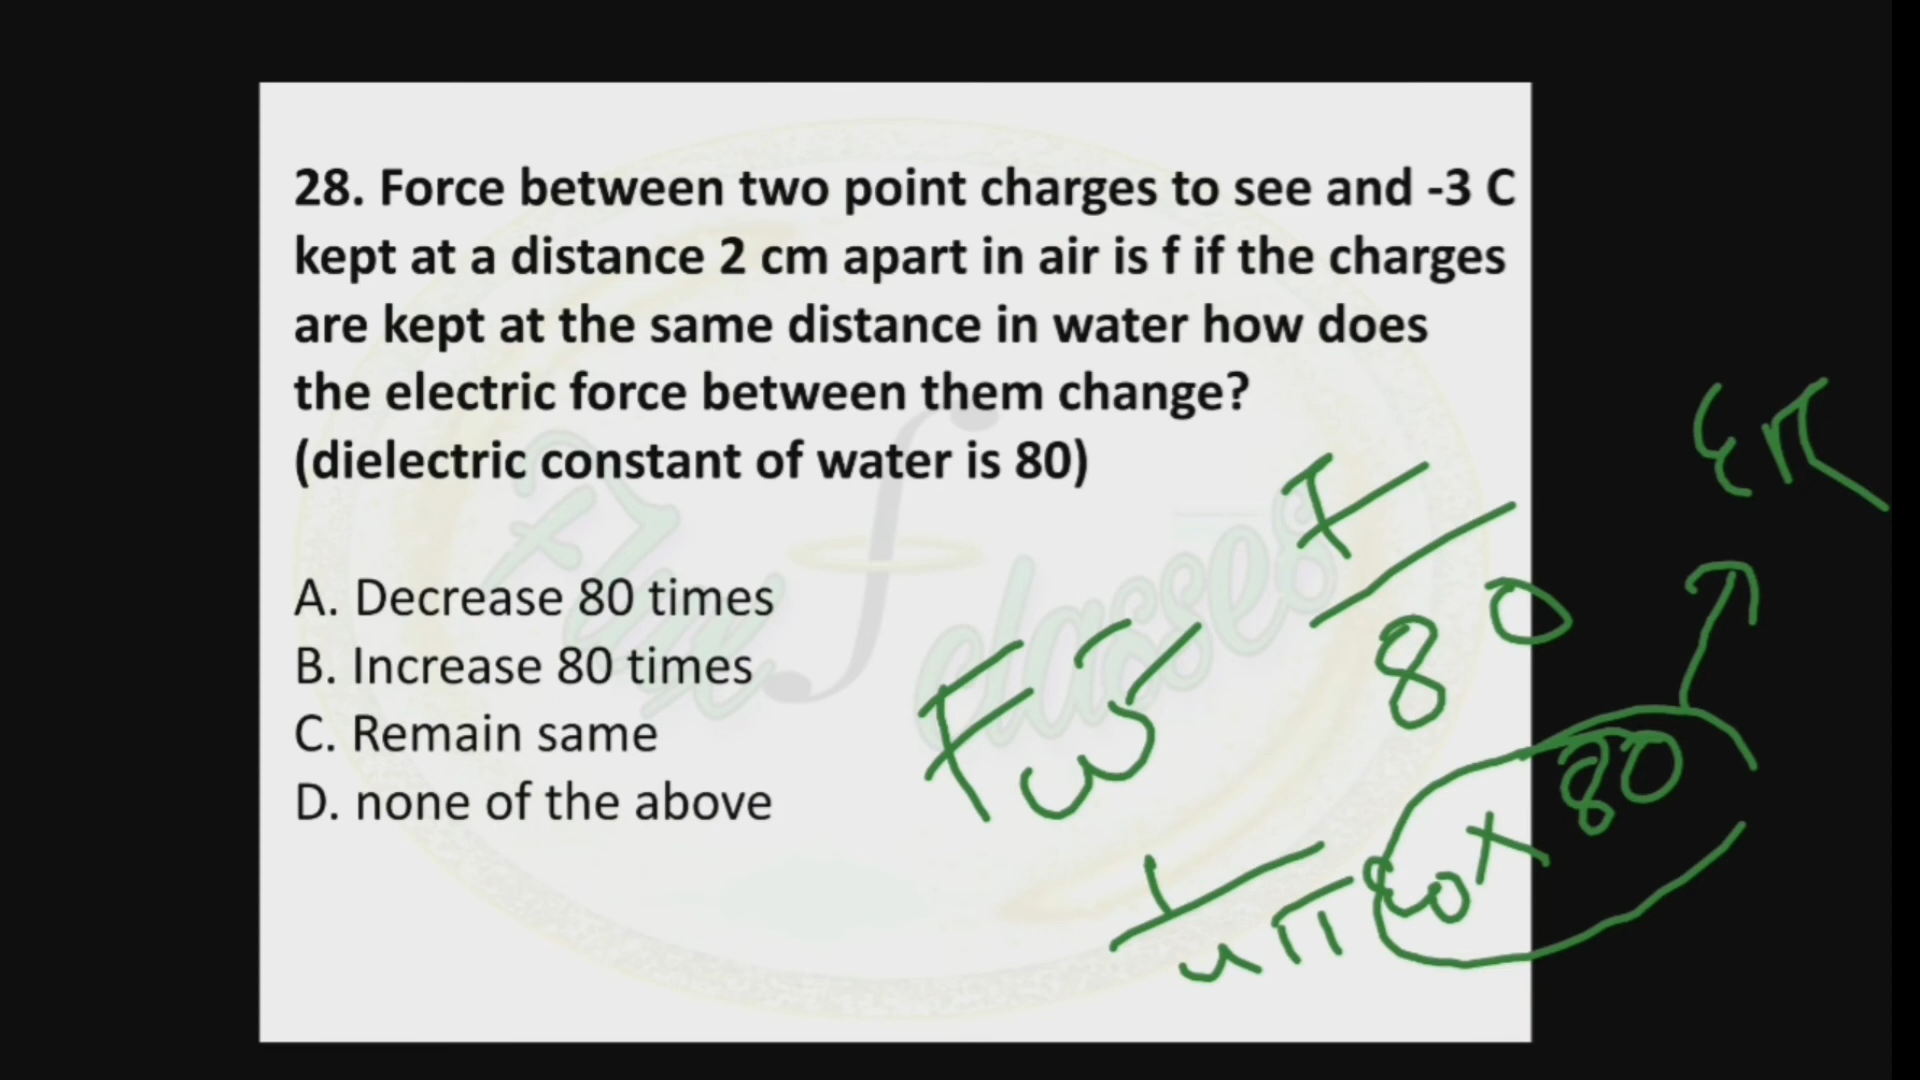 28. Force between two point charges to see and -3 C
kept at a distance 2 cm apart in air is f if the charges
are kept at the same distance in water how does
the electric force between them change?
(dielectric constant of water is 80)
A. Decrease 80 times
B. Increase 80 times
C. Remain same
D. none of the above
Fω = F/80
1/4πε0×80
Flux classes